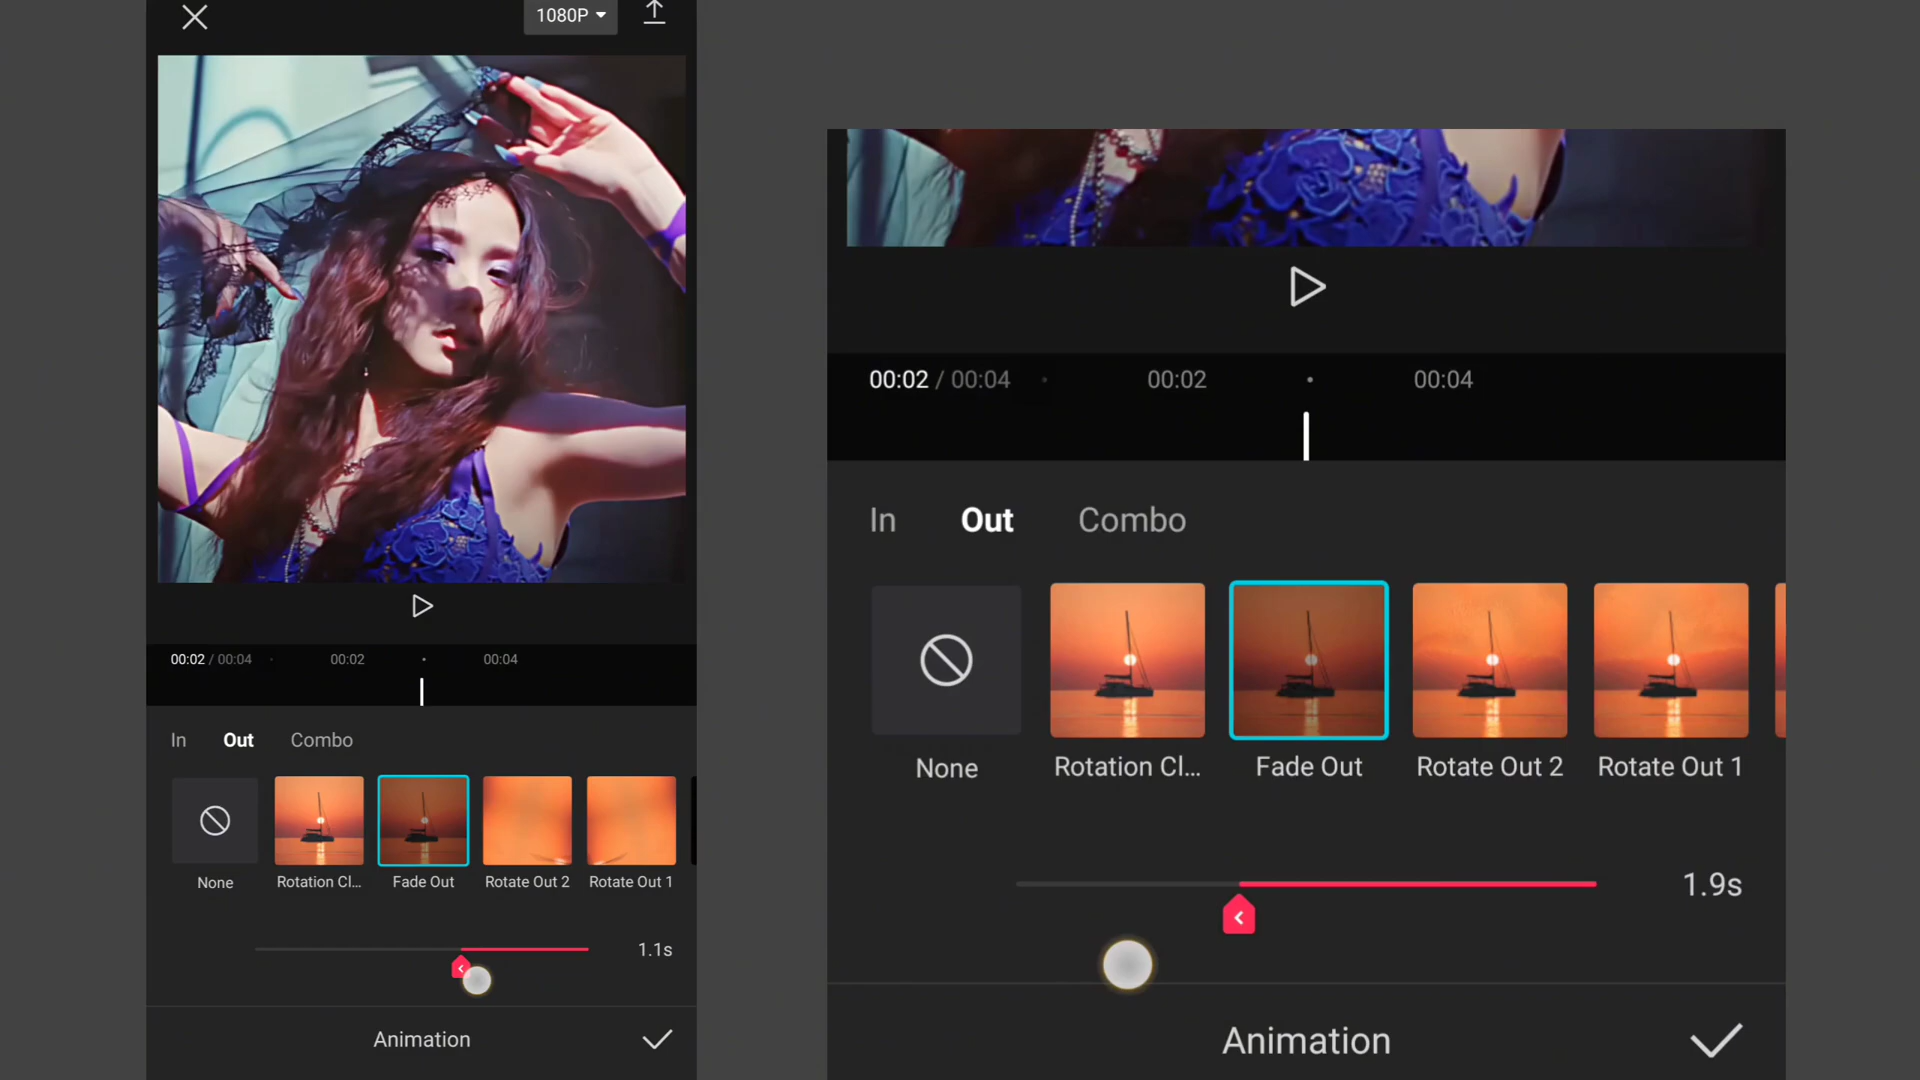 1080P
00:02 / 00:04
00:02
00:04
In
Out
Combo
None
Rotation Cl...
Fade Out
Rotate Out 2
Rotate Out 1
1.1s
Animation
00:02 / 00:04
00:02
00:04
In
Out
Combo
None
Rotation Cl...
Fade Out
Rotate Out 2
Rotate Out 1
1.9s
Animation